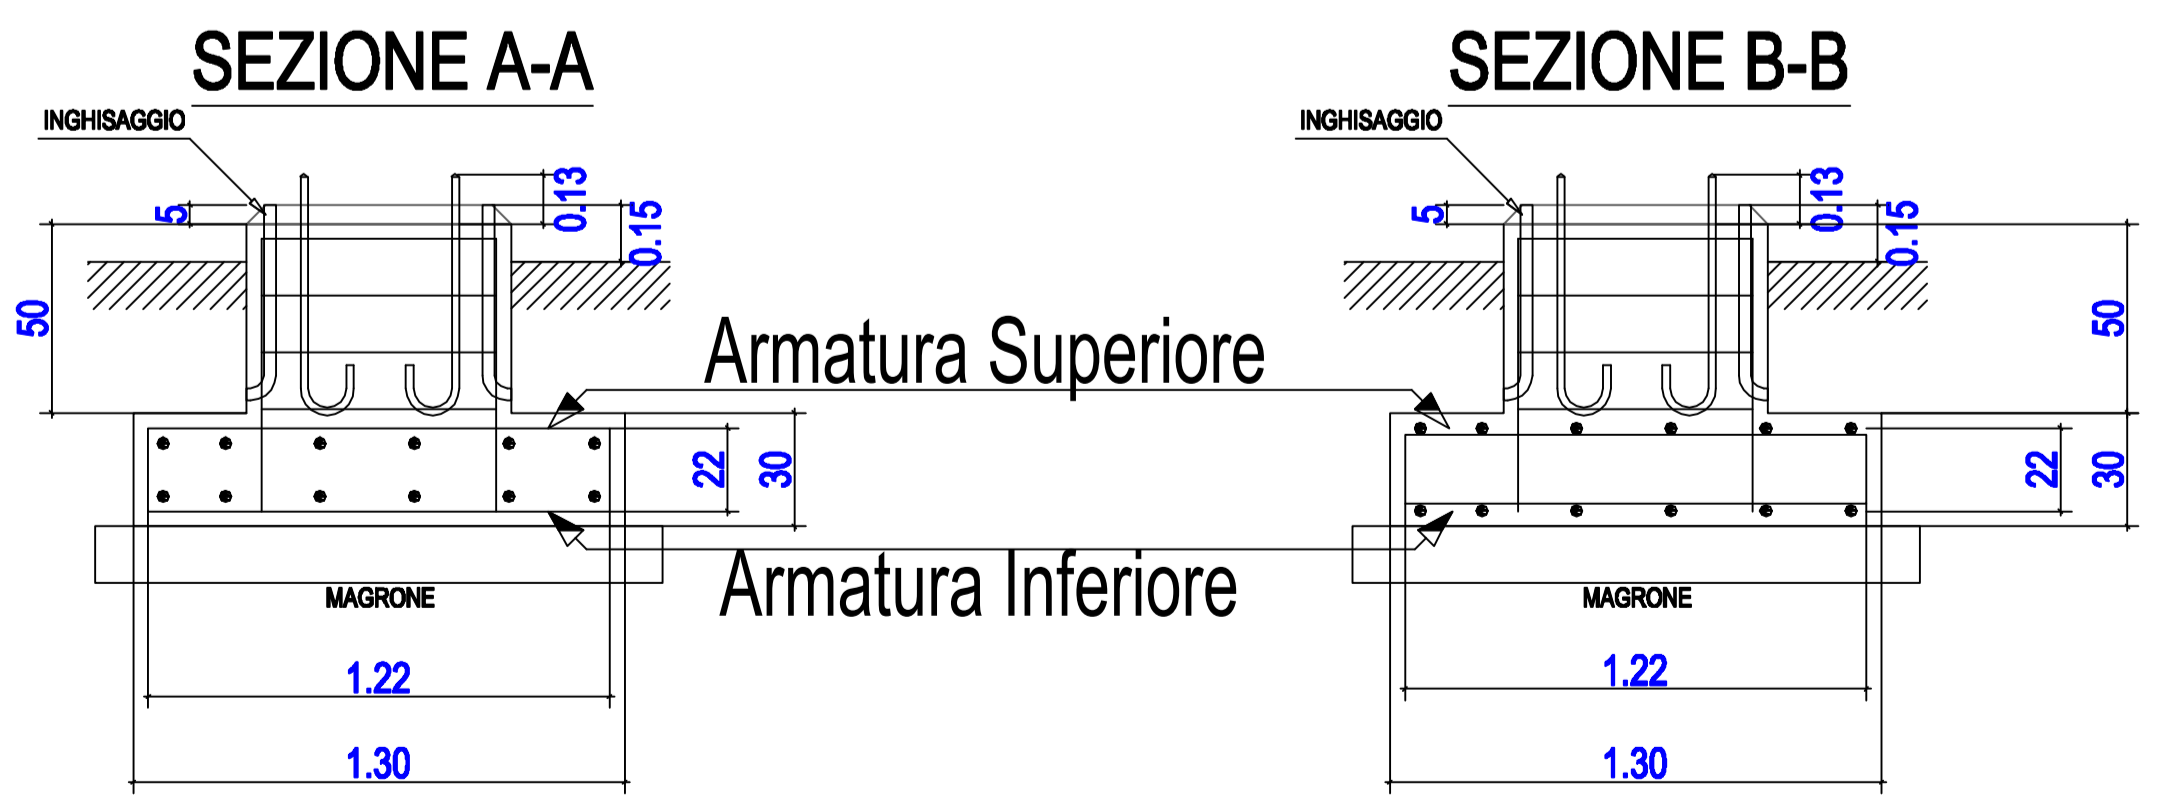 SEZIONE A-A
INGHISAGGIO
0.13
5
0.15
50
22
30
MAGRONE
1.22
1.30
Armatura Superiore
Armatura Inferiore
SEZIONE B-B
INGHISAGGIO
0.13
5
0.15
50
22
30
MAGRONE
1.22
1.30